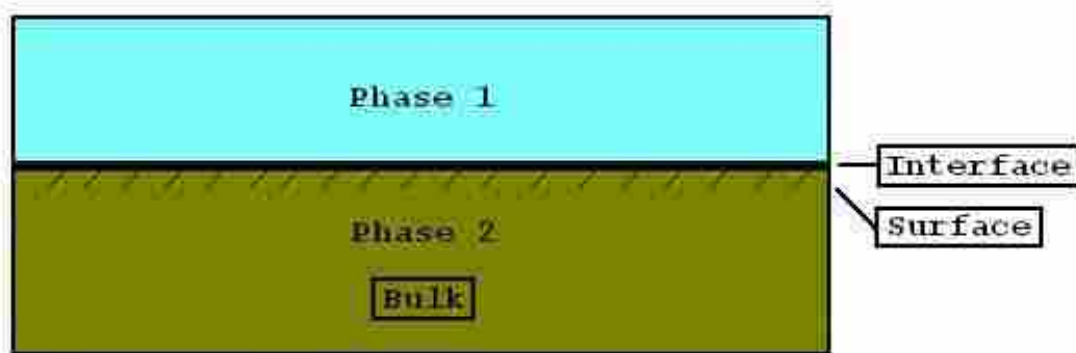 Phase 1
Interface
Surface
Phase 2
Bulk